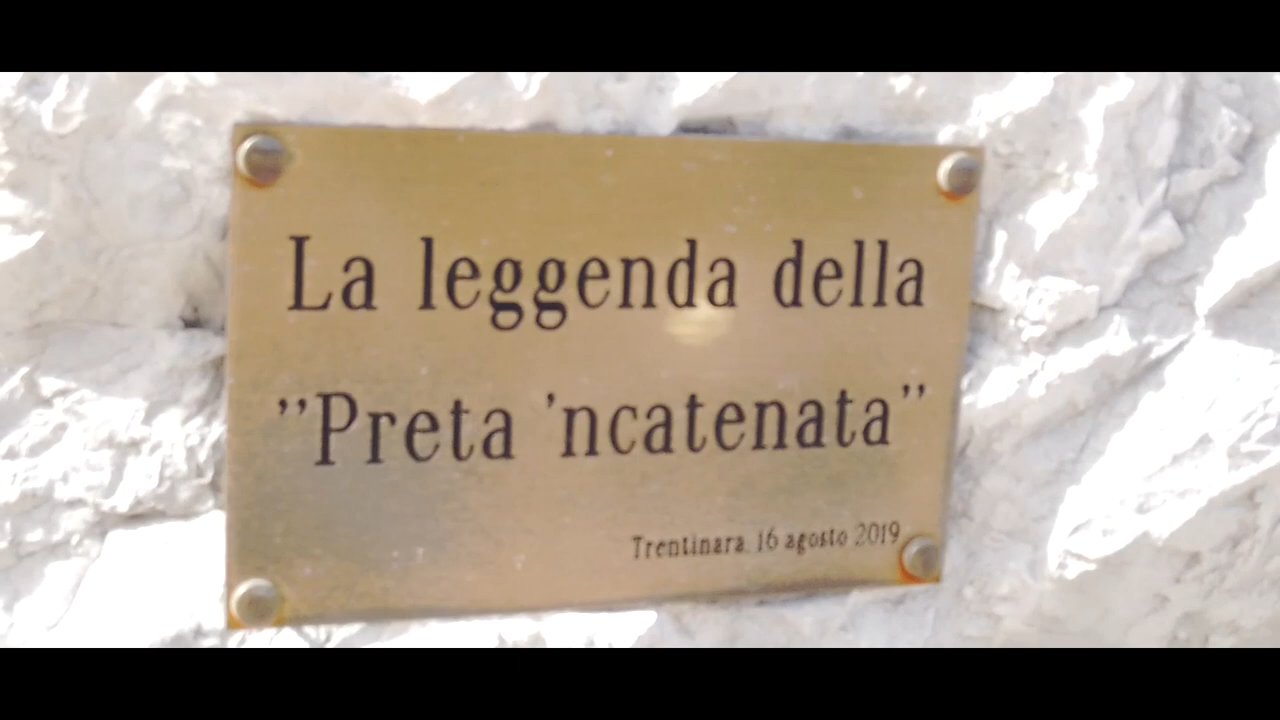 La leggenda della
"Preta 'ncatenata"
Trentinara, 16 agosto 2019